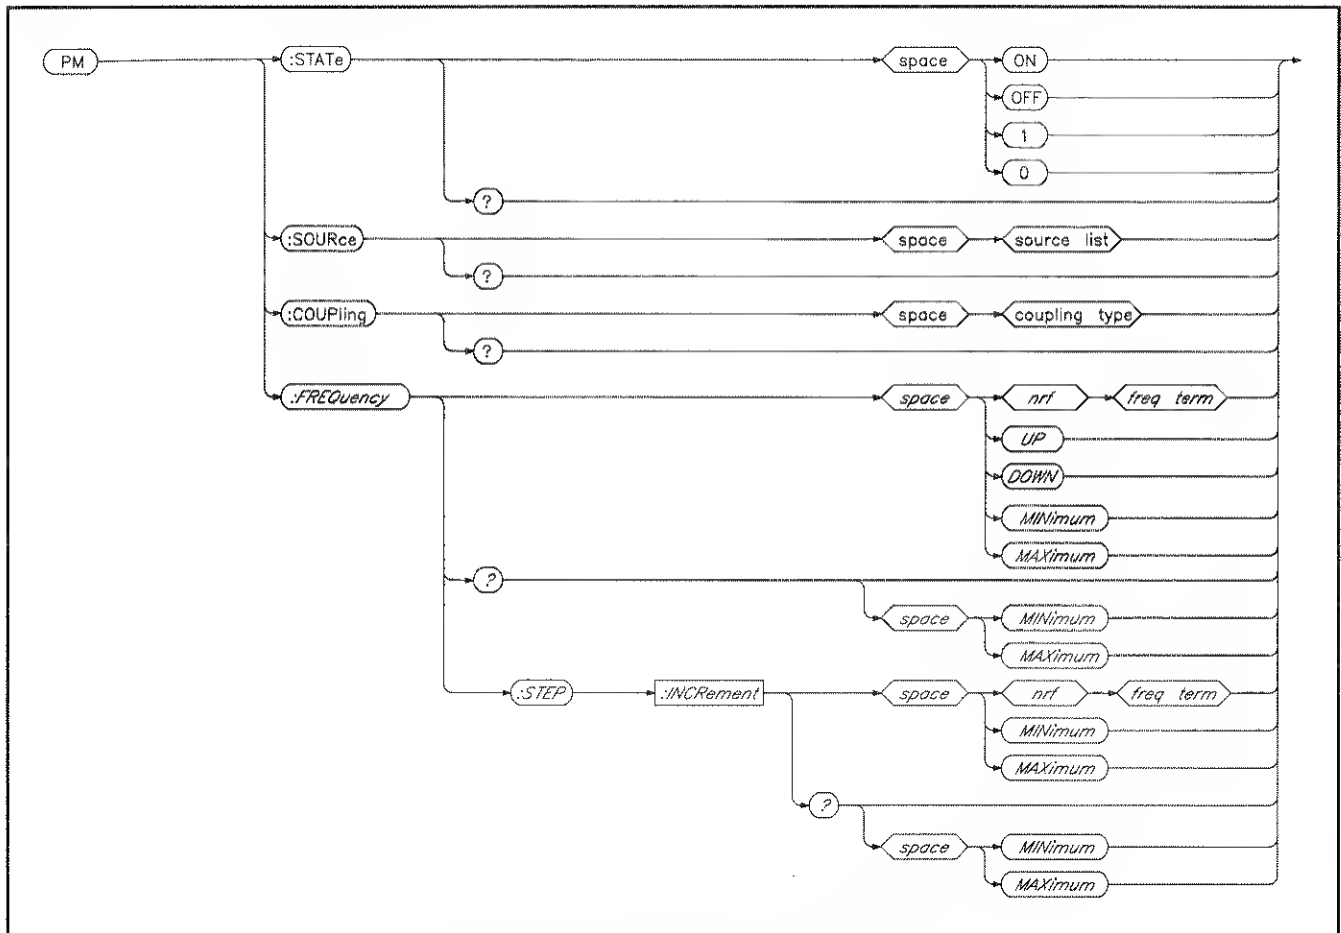 PM :STATe space ON
OFF
1
0
?
:SOURce space source list
?
:COUPling space coupling type
?
:FREQuency space nrf freq term
UP
DOWN
MINimum
MAXimum
?
space MINimum
MAXimum
:STEP :INCRement space nrf freq term
MINimum
MAXimum
?
space MINimum
MAXimum